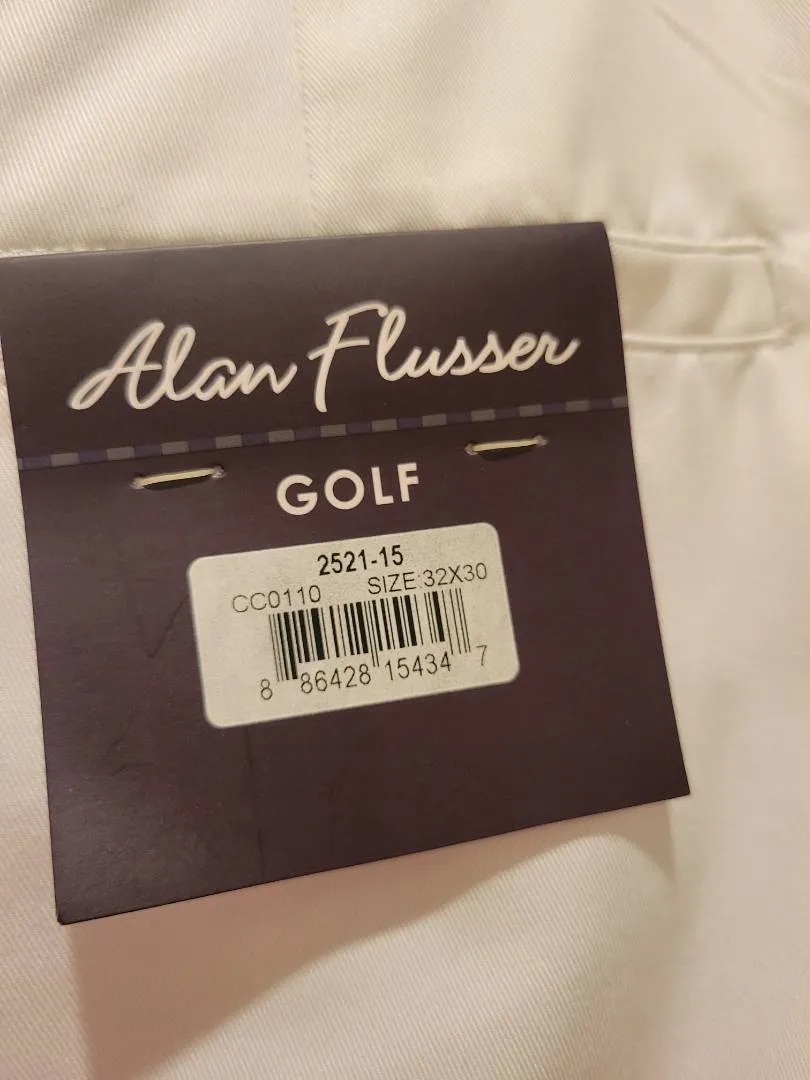 Alan Flusser
GOLF
2521-15
CC0110 SIZE:32X30
8 86428 15434 7